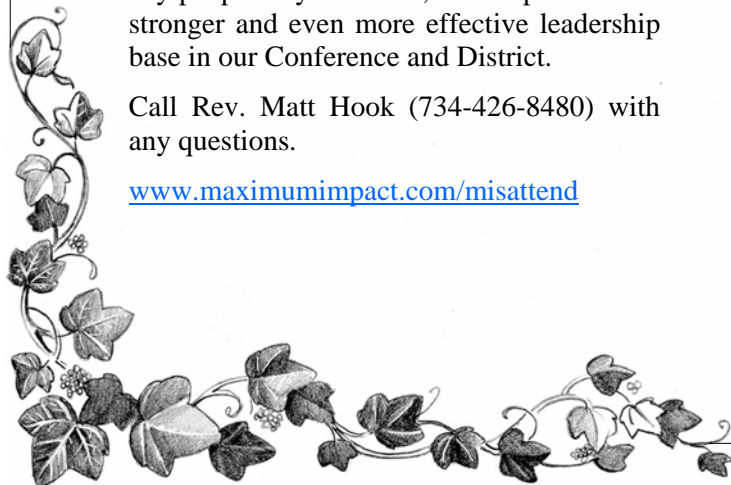 stronger and even more effective leadership
base in our Conference and District.
Call Rev. Matt Hook (734-426-8480) with
any questions.
www.maximumimpact.com/misattend